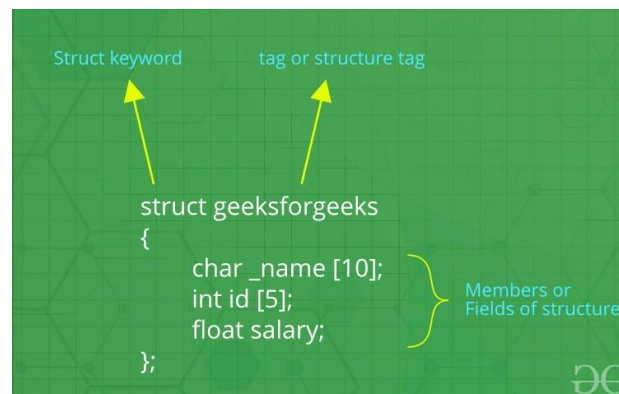 Struct keyword
tag or structure tag
struct geeksforgeeks
{
char _name [10];
int id [5];
float salary;
};
Members or
Fields of structure